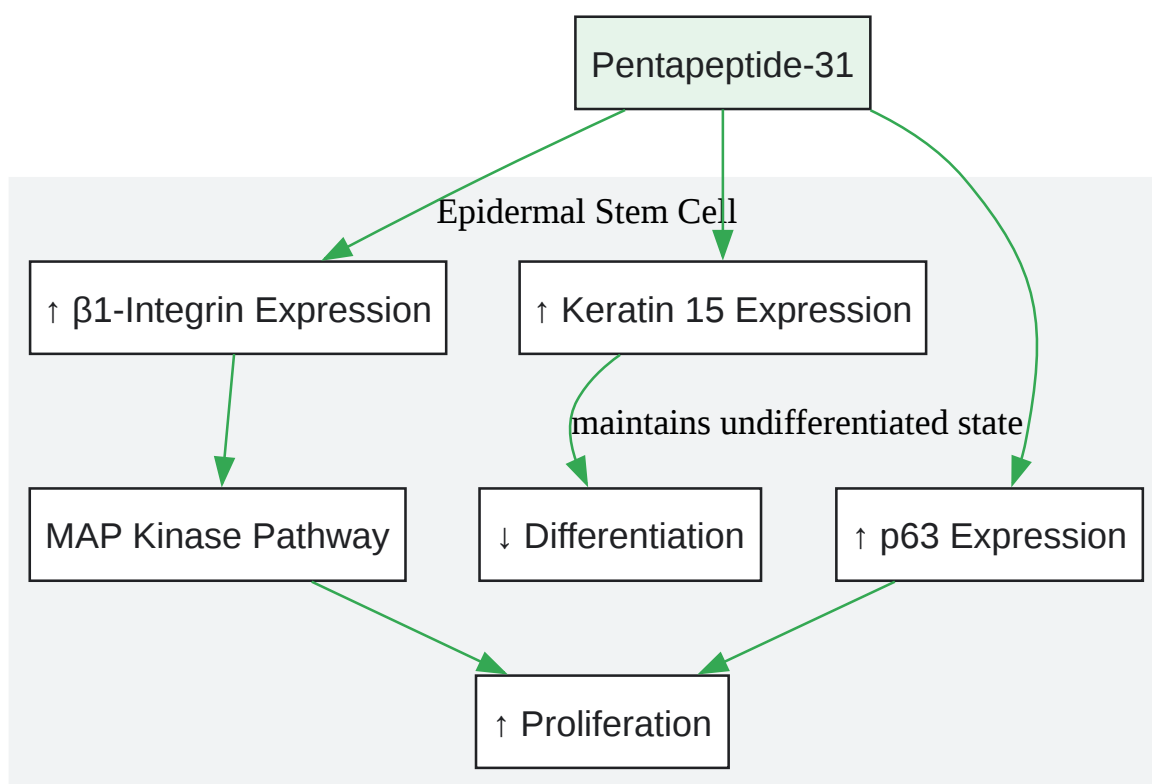 Pentapeptide-31
Epidermal Stem Cell
↑ β1-Integrin Expression
↑ Keratin 15 Expression
maintains undifferentiated state
MAP Kinase Pathway
↓ Differentiation
↑ p63 Expression
↑ Proliferation